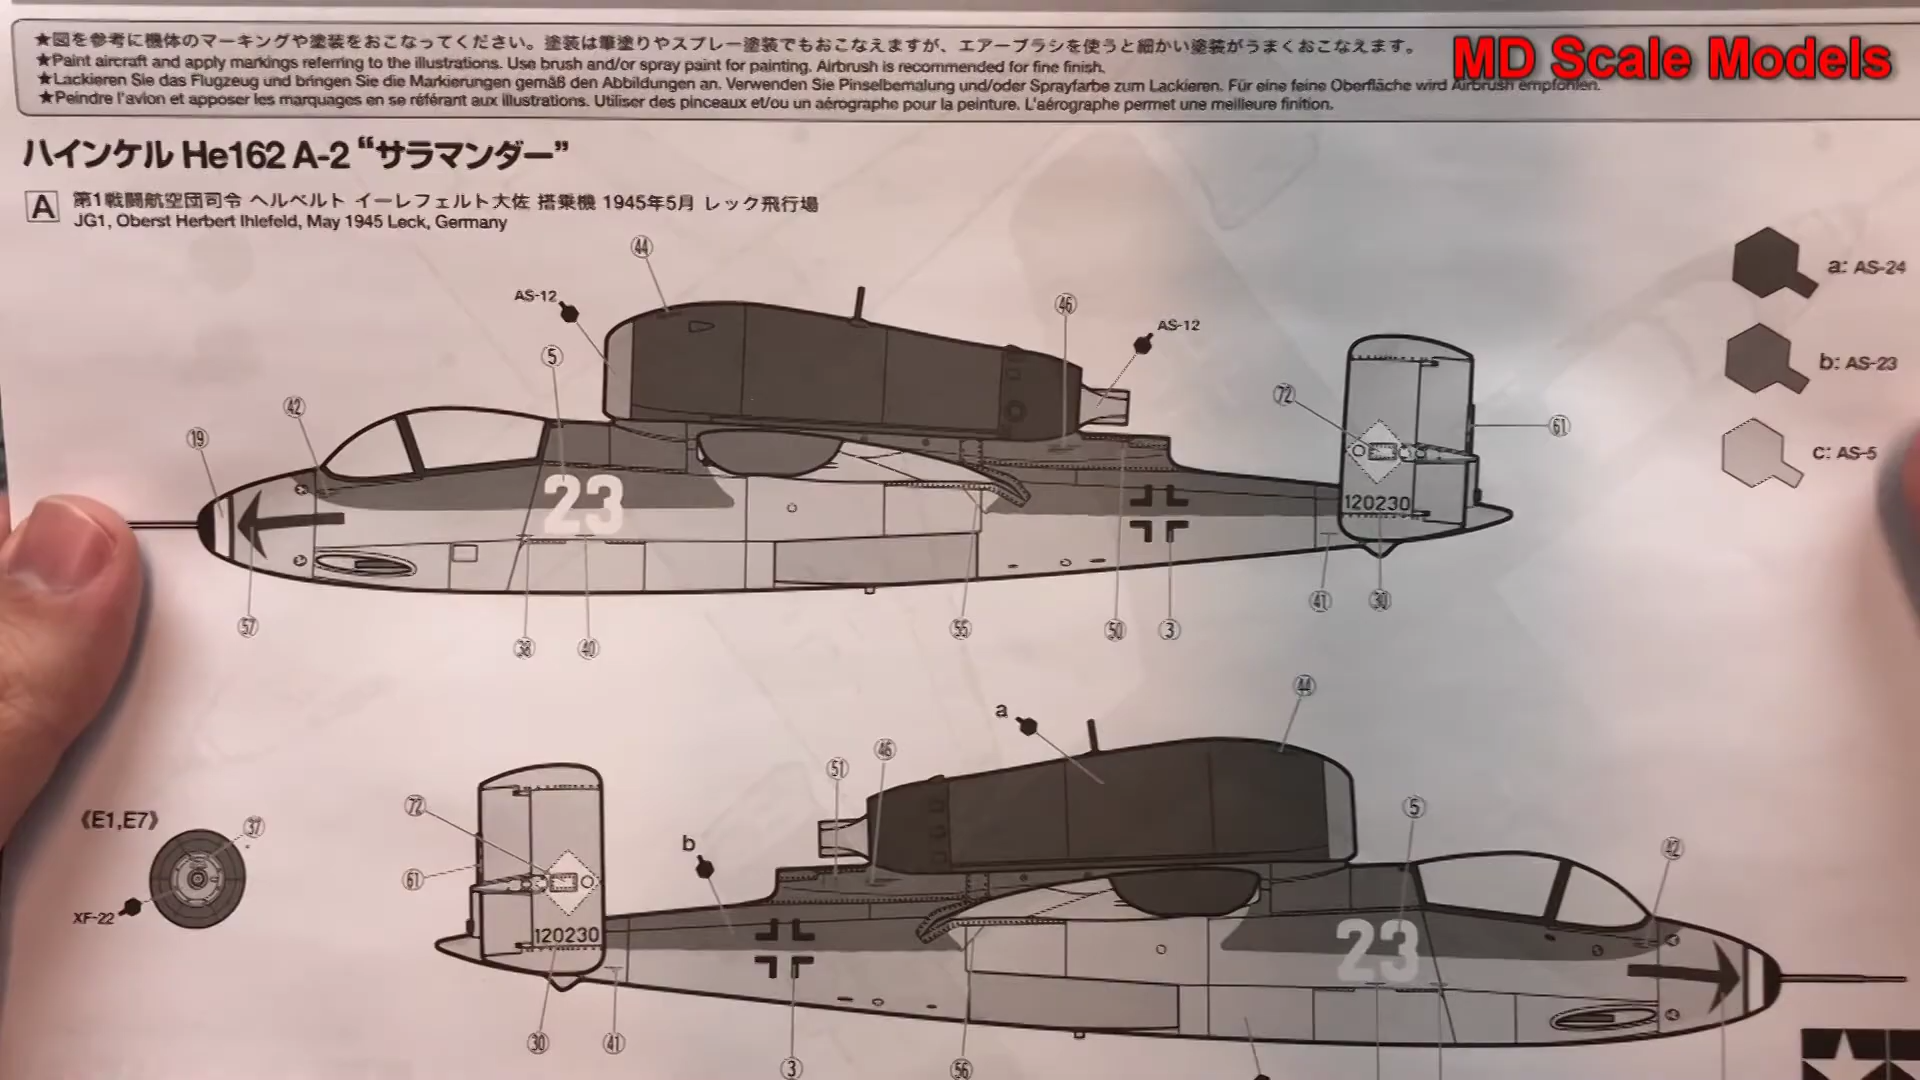 ★図を参考に機体のマーキングや塗装をおこなってください。塗装は筆塗りやスプレー塗装でもおこなえますが、エアーブラシを使うと細かい塗装がうまくおこなえます。
MD Scale Models
★Paint aircraft and apply markings referring to the illustrations. Use brush and/or spray paint for painting. Airbrush is recommended for fine finish.
★Lackieren Sie das Flugzeug und bringen Sie die Markierungen gemäß den Abbildungen an. Verwenden Sie Pinselbemalung und/oder Sprayfarbe zum Lackieren. Für eine feine Oberfläche wird Airbrush empfohlen.
★Peindre l'avion et apposer les marquages en se référant aux illustrations. Utiliser des pinceaux et/ou un aérographe pour la peinture. L'aérographe permet une meilleure finition.
ハインケル He162 A-2 “サラマンダー”
A 第1戦闘航空団司令 ヘルベルト イーレフェルト大佐 搭乗機 1945年5月 レック飛行場
JG1, Oberst Herbert Ihlefeld, May 1945 Leck, Germany
44
a: AS-24
AS-12
46
AS-12
5
b: AS-23
72
42
61
19
c: AS-5
23
120230
57
38
40
55
50
3
41
30
44
a
46
51
《E1,E7》
37
72
5
b
42
61
XF-22
120230
23
30
41
3
56